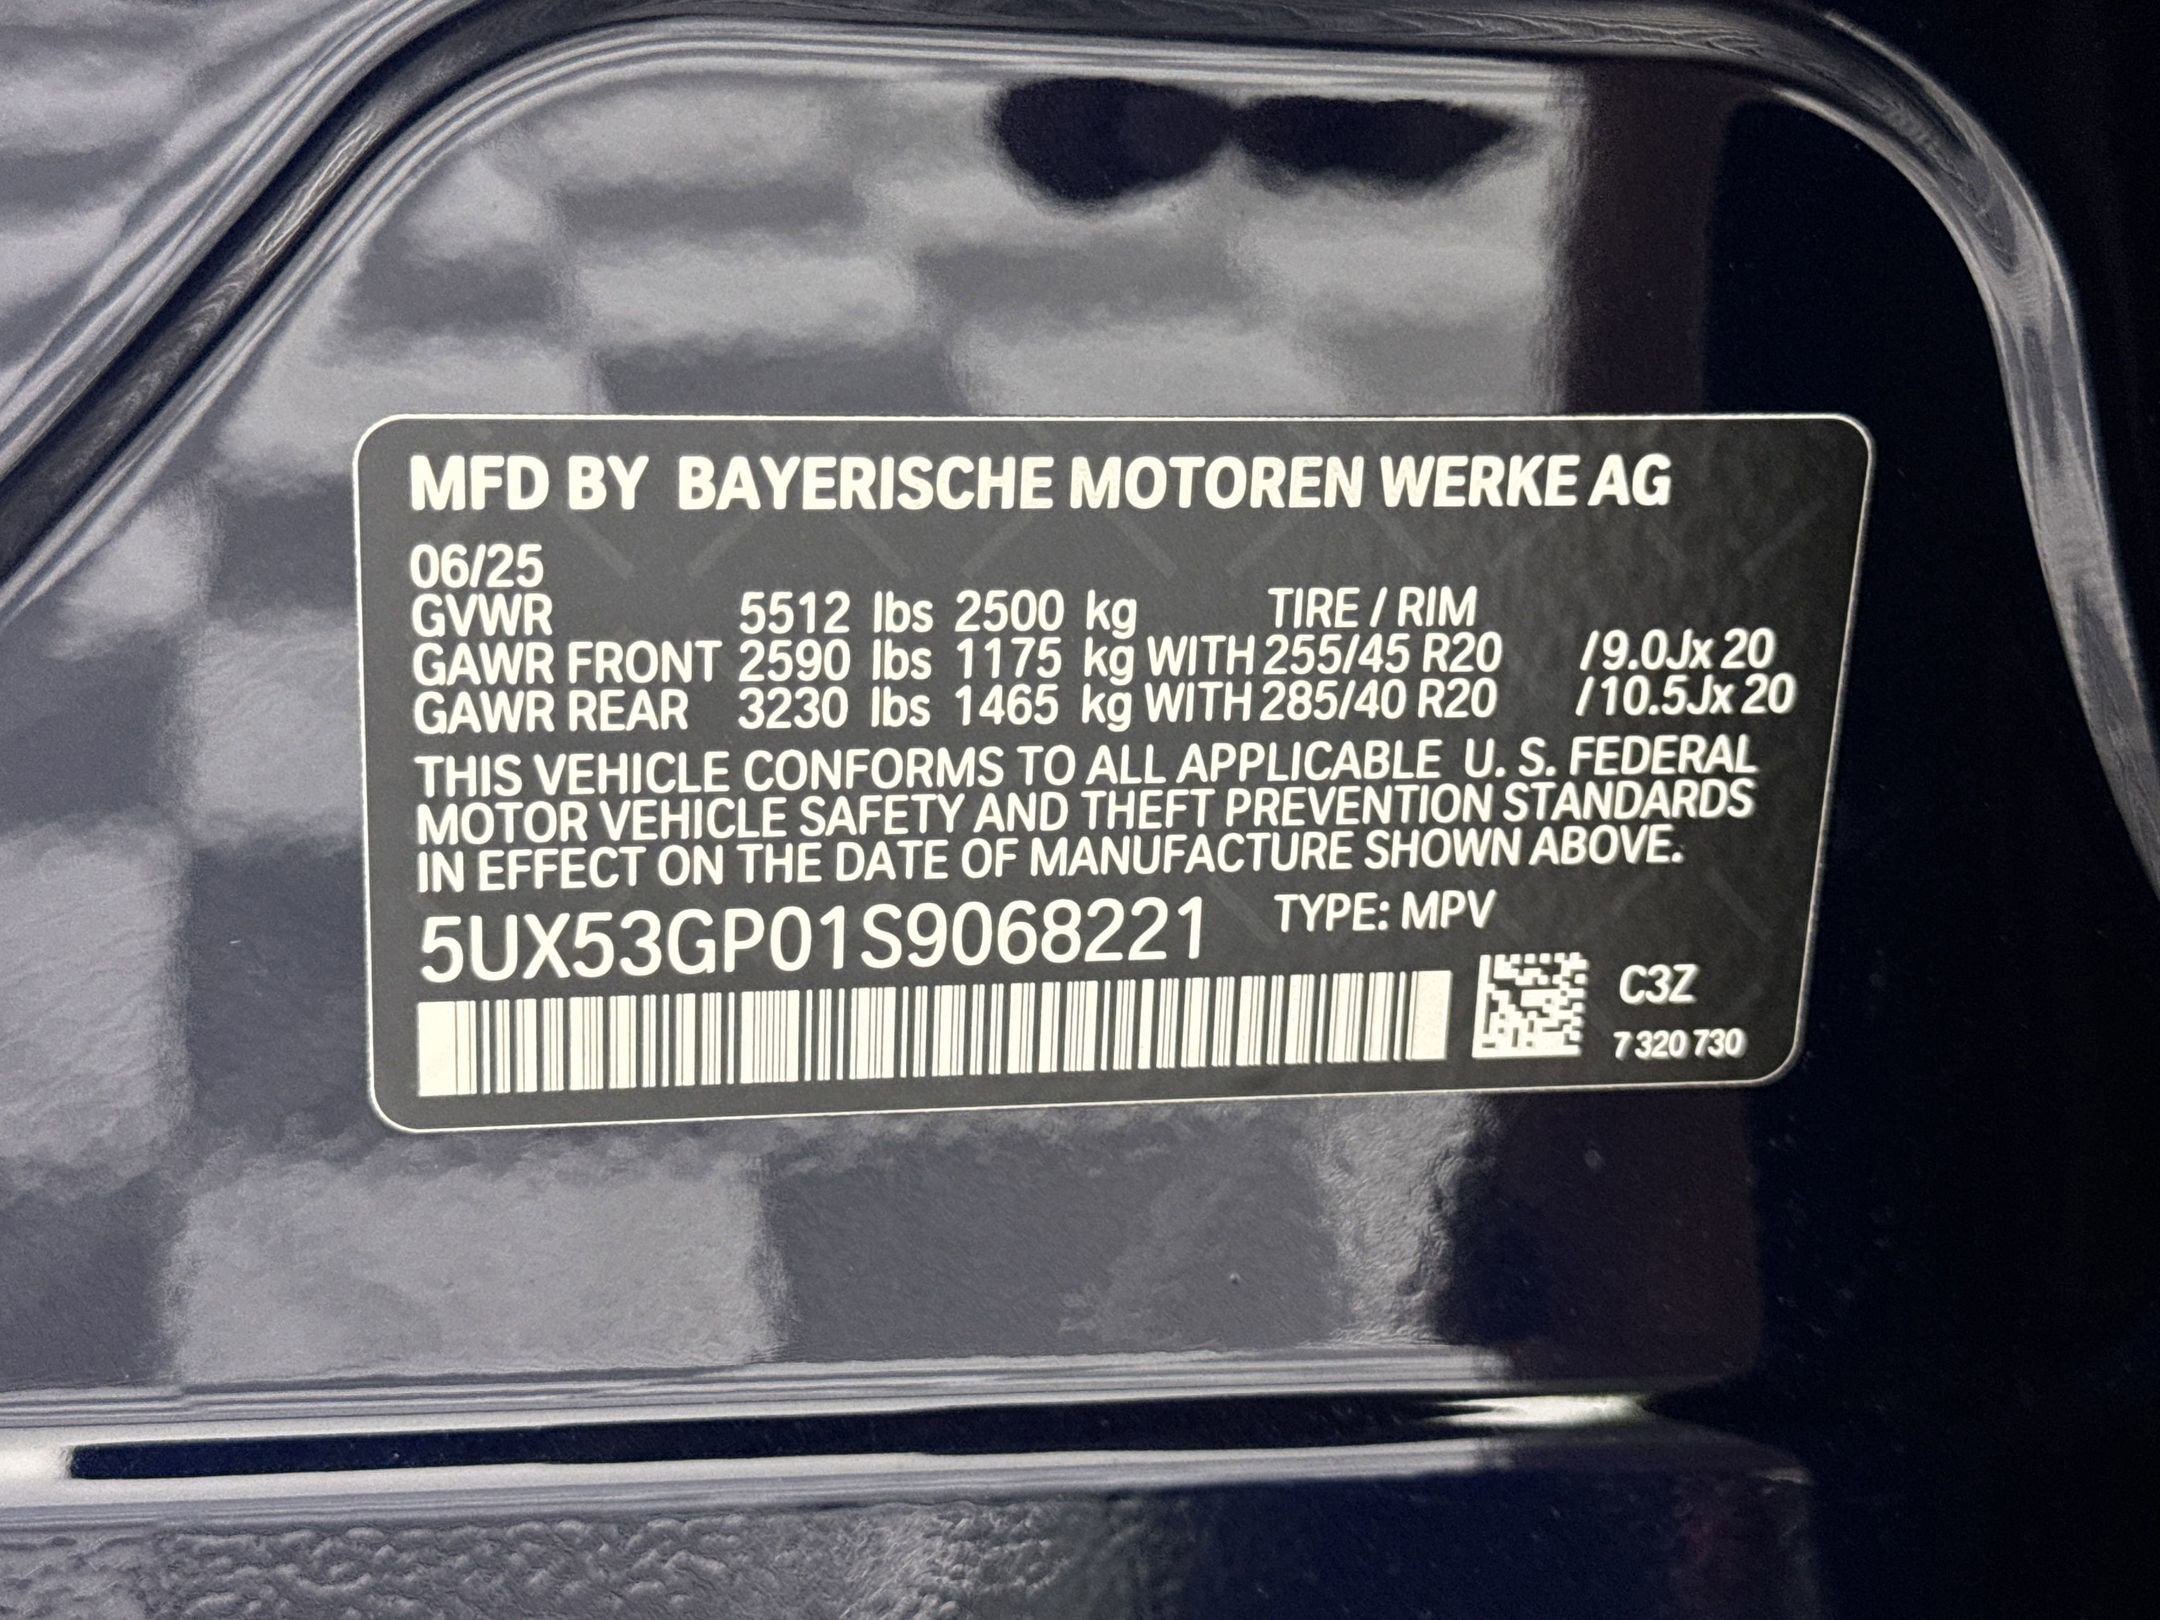 MFD BY BAYERISCHE MOTOREN WERKE AG
06/25
GVWR 5512 lbs 2500 kg TIRE / RIM
GAWR FRONT 2590 lbs 1175 kg WITH 255/45 R20 /9.0Jx 20
GAWR REAR 3230 lbs 1465 kg WITH 285/40 R20 /10.5Jx 20
THIS VEHICLE CONFORMS TO ALL APPLICABLE U. S. FEDERAL
MOTOR VEHICLE SAFETY AND THEFT PREVENTION STANDARDS
IN EFFECT ON THE DATE OF MANUFACTURE SHOWN ABOVE.
5UX53GP01S9068221 TYPE: MPV
C3Z
7 320 730